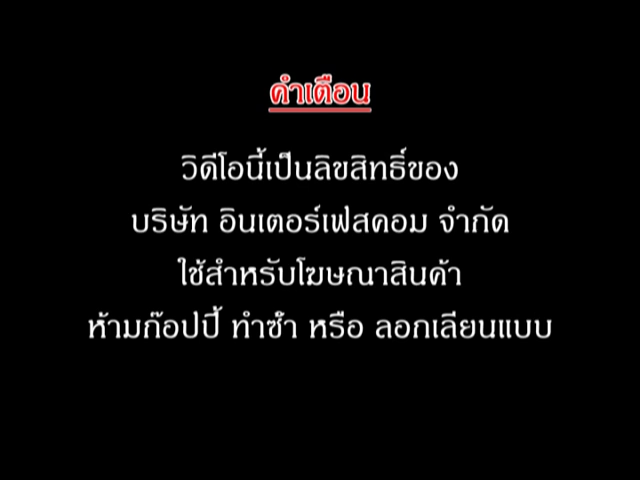 คำเตือน
วิดีโอนี้เป็นลิขสิทธิ์ของ
บริษัท อินเตอร์เฟสคอม จำกัด
ใช้สำหรับโฆษณาสินค้า
ห้ามก๊อปปี้ ทำซ้ำ หรือ ลอกเลียนแบบ